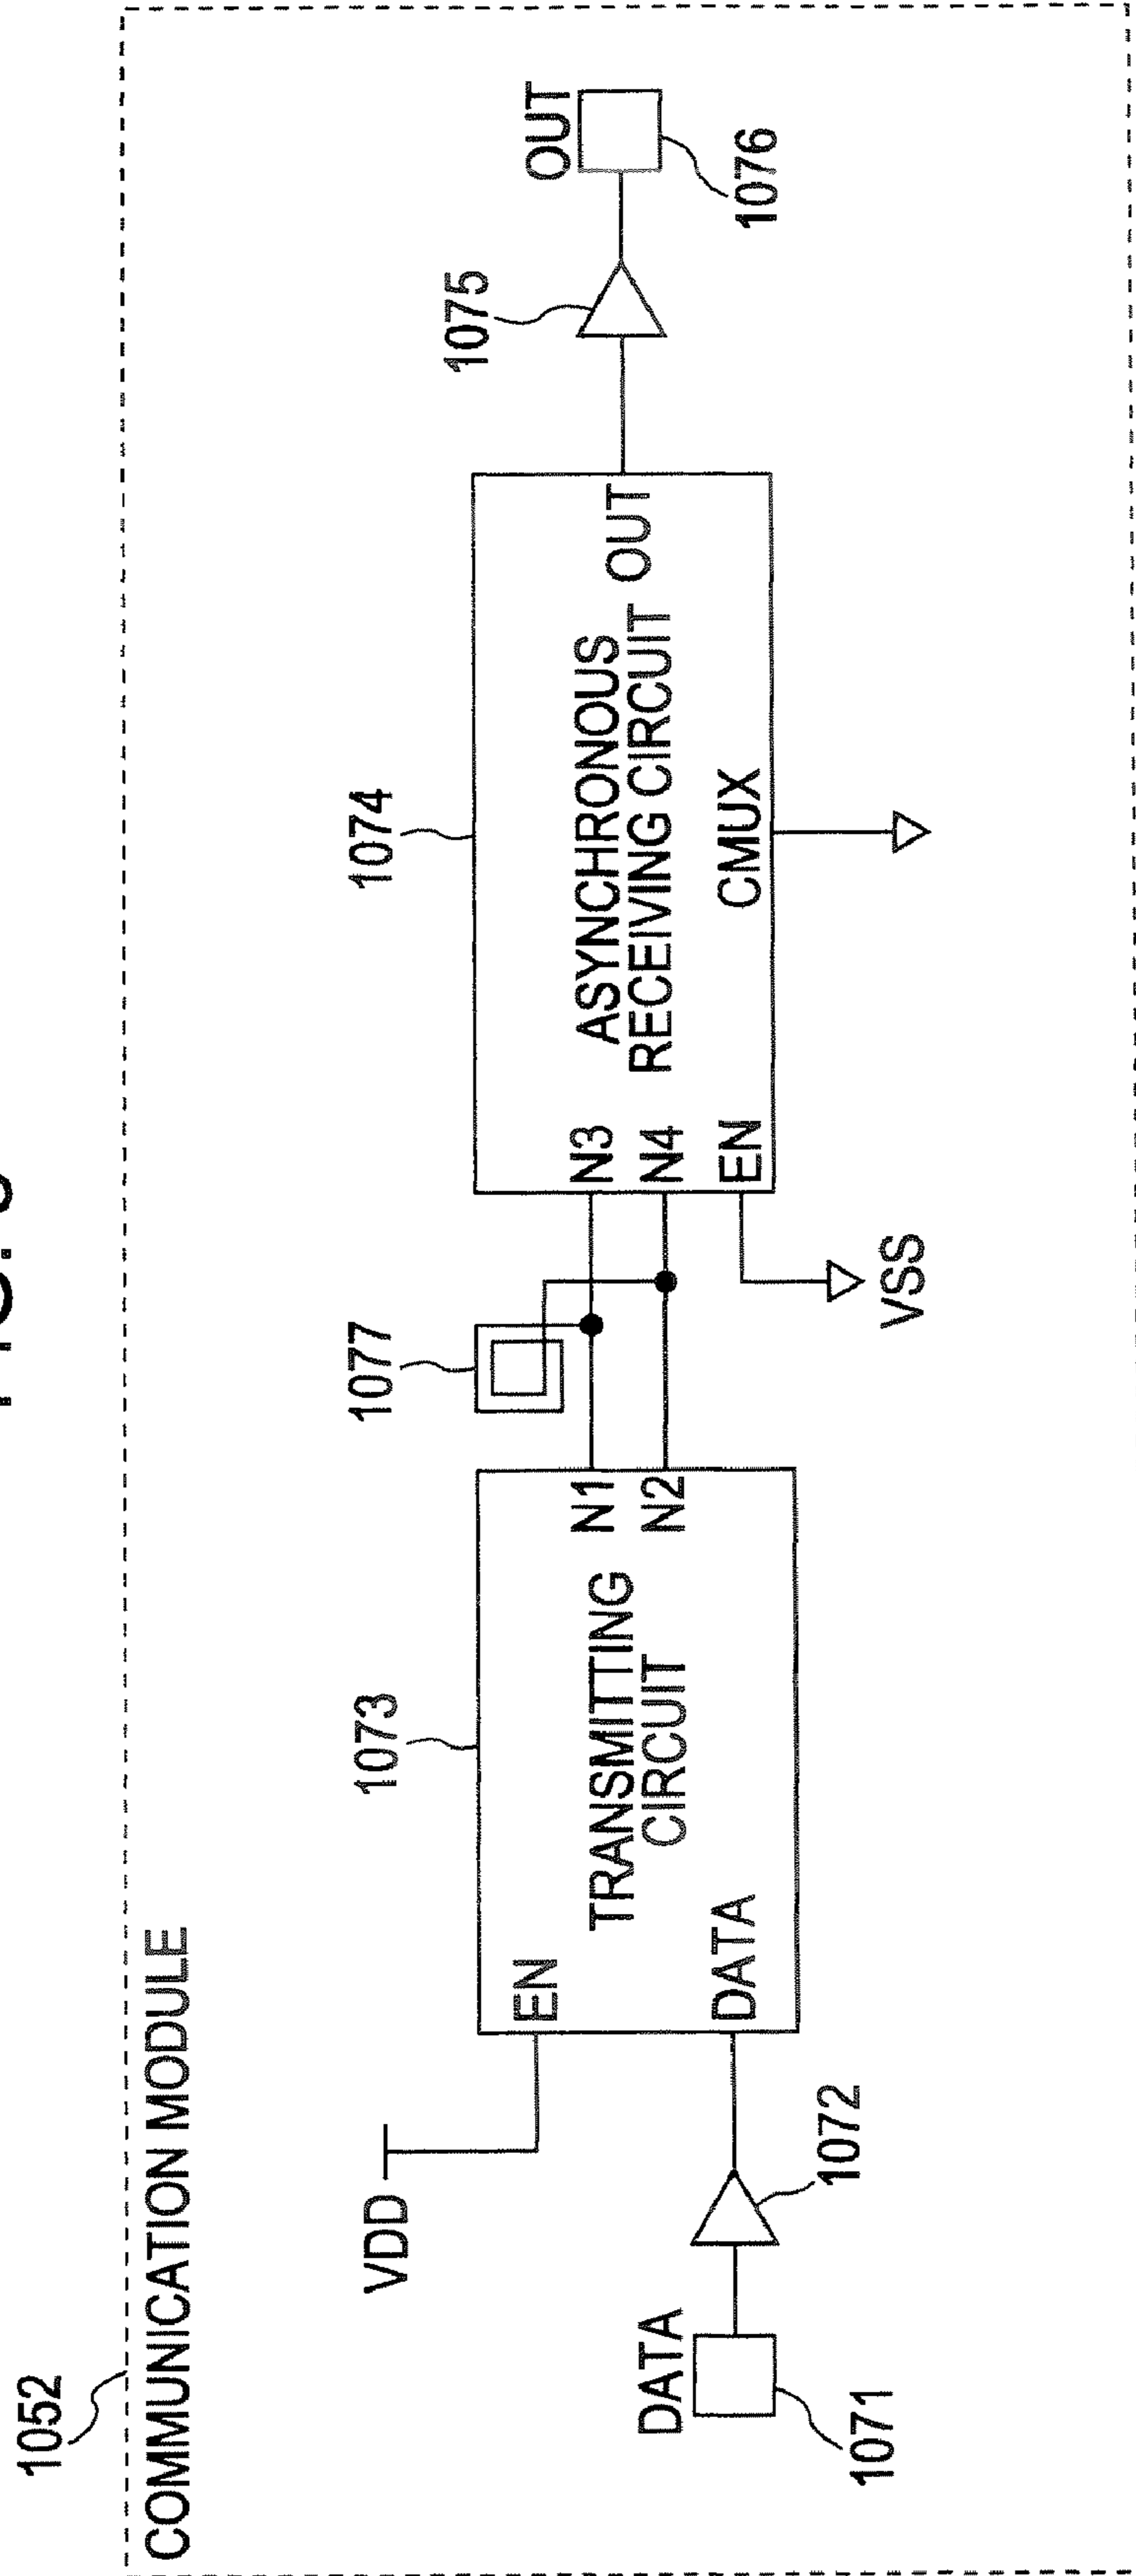 1052
COMMUNICATION MODULE
VDD
DATA
1071
1072
1073
EN
DATA
TRANSMITTING
CIRCUIT
N1
N2
1077
VSS
1074
N3
N4
EN
ASYNCHRONOUS
RECEIVING CIRCUIT
CMUX
OUT
1075
OUT
1076